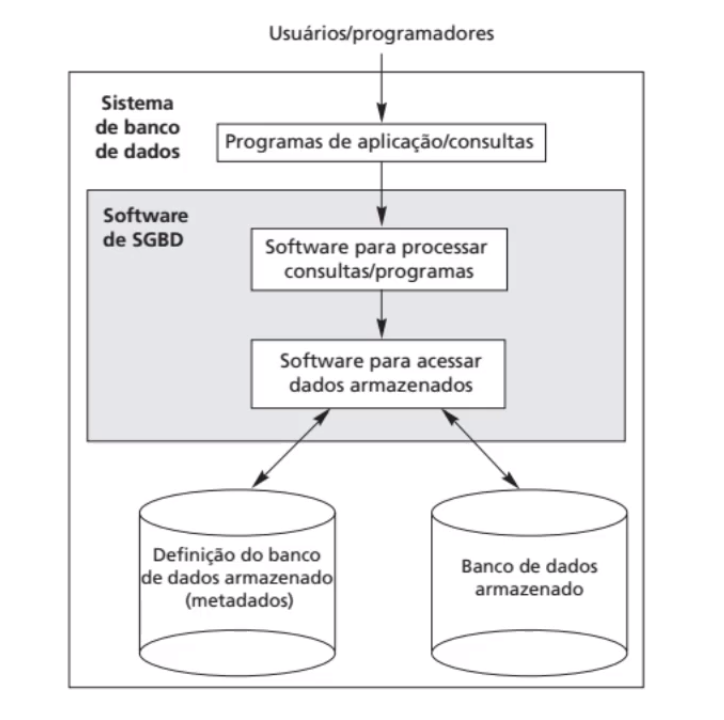 Usuários/programadores
Sistema
de banco
de dados
Programas de aplicação/consultas
Software
de SGBD
Software para processar
consultas/programas
Software para acessar
dados armazenados
Definição do banco
de dados armazenado
(metadados)
Banco de dados
armazenado